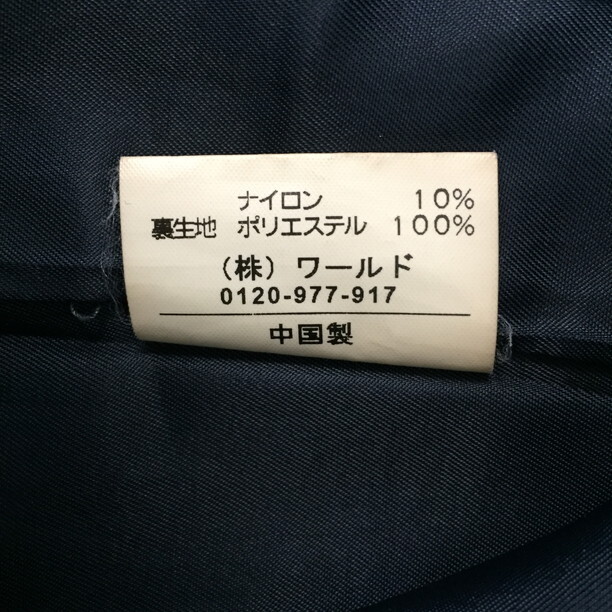 ナイロン 10%
裏生地 ポリエステル 100%
(株) ワールド
0120-977-917
中国製